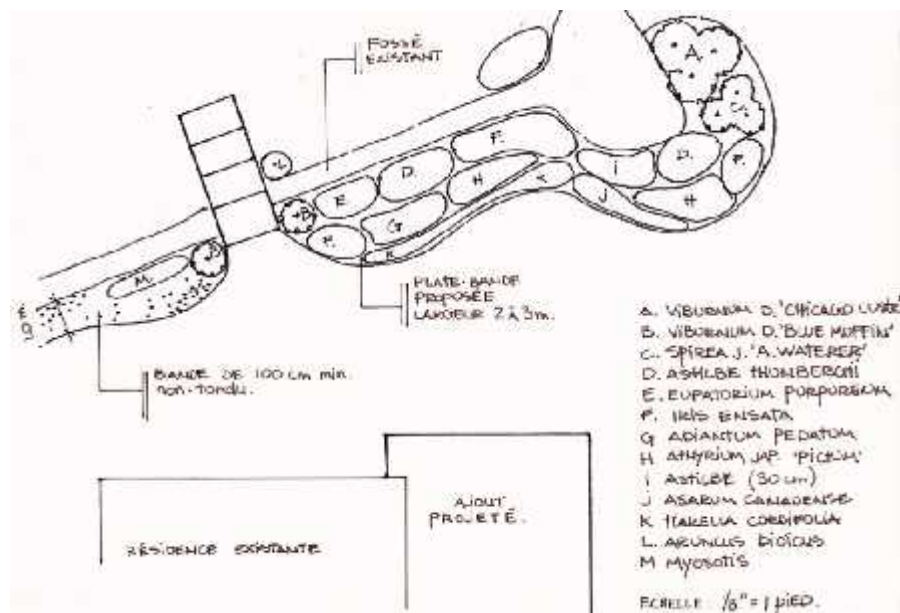 FOSSÉ
EXISTANT
A.
C.
L
F.
I
D.
F.
D.
E
H
J
H
B
G
F.
K
M.
PLATE-BANDE
PROPOSÉE
LARGEUR 2 à 3m.
BANDE DE 100 cm min.
non-tondu.
RÉSIDENCE EXISTANTE
AJOUT
PROJETÉ.
A. VIBURNUM D. 'CHICAGO LUSTRE'
B. VIBURNUM D. 'BLUE MUFFIN'
C. SPIREA J. 'A. WATERER'
D. ASTILBE THUNBERGII
E. EUPATORIUM PURPUREUM
F. IRIS ENSATA
G ADIANTUM PEDATUM
H ATHYRIUM JAP. 'PICTUM'
I ASTILBE (30 cm)
J ASARUM CANADENSE
K TIARELLA CORDIFOLIA
L. ARUNCUS DIOICUS
M MYOSOTIS
ECHELLE: 1/8" = 1 PIED.